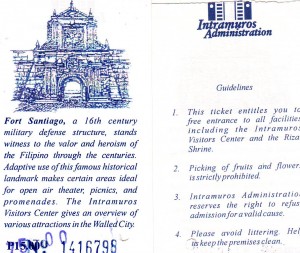 Fort Santiago, a 16th century
military defense structure, stands
witness to the valor and heroism of
the Filipino through the centuries.
Adaptive use of this famous historical
landmark makes certain areas ideal
for open air theater, picnics, and
promenades. The Intramuros
Visitors Center gives an overview of
various attractions in the Walled City.
1416798
Intramuros
Administration
Guidelines
1. This ticket entitles you to
free entrance to all facilities
including the Intramuros
Visitors Center and the Rizal
Shrine.
2. Picking of fruits and flowers
is strictly prohibited.
3. Intramuros Administration
reserves the right to refuse
admission for a valid cause.
4. Please avoid littering. Help
us keep the premises clean.